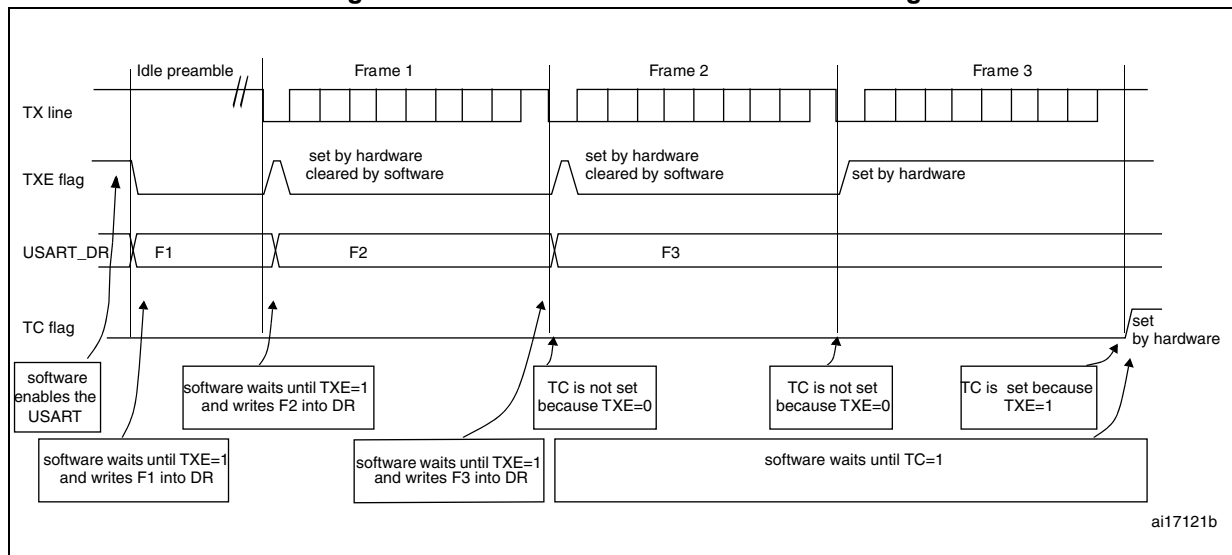 Idle preamble
Frame 1
Frame 2
Frame 3
TX line
TXE flag
set by hardware
cleared by software
set by hardware
cleared by software
set by hardware
USART_DR
F1
F2
F3
TC flag
set
by hardware
software
enables the
USART
software waits until TXE=1
and writes F2 into DR
TC is not set
because TXE=0
TC is not set
because TXE=0
TC is set because
TXE=1
software waits until TXE=1
and writes F1 into DR
software waits until TXE=1
and writes F3 into DR
software waits until TC=1
ai17121b